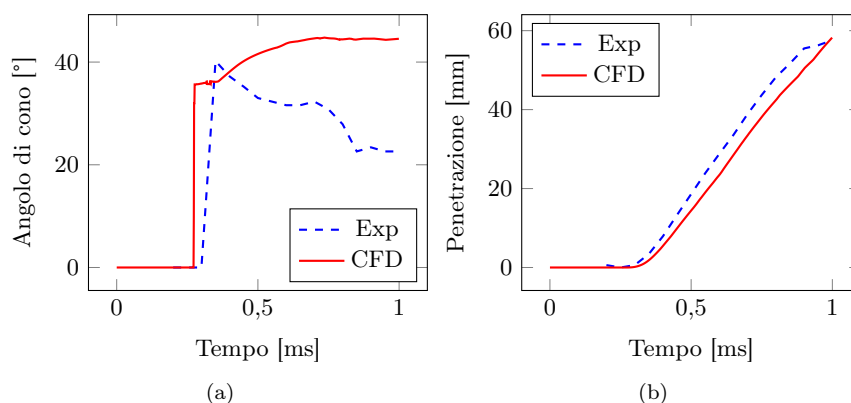 Angolo di cono [°]
40
20
0
Exp
CFD
0
0,5
1
Tempo [ms]
(a)
Penetrazione [mm]
60
40
20
0
Exp
CFD
0
0,5
1
Tempo [ms]
(b)